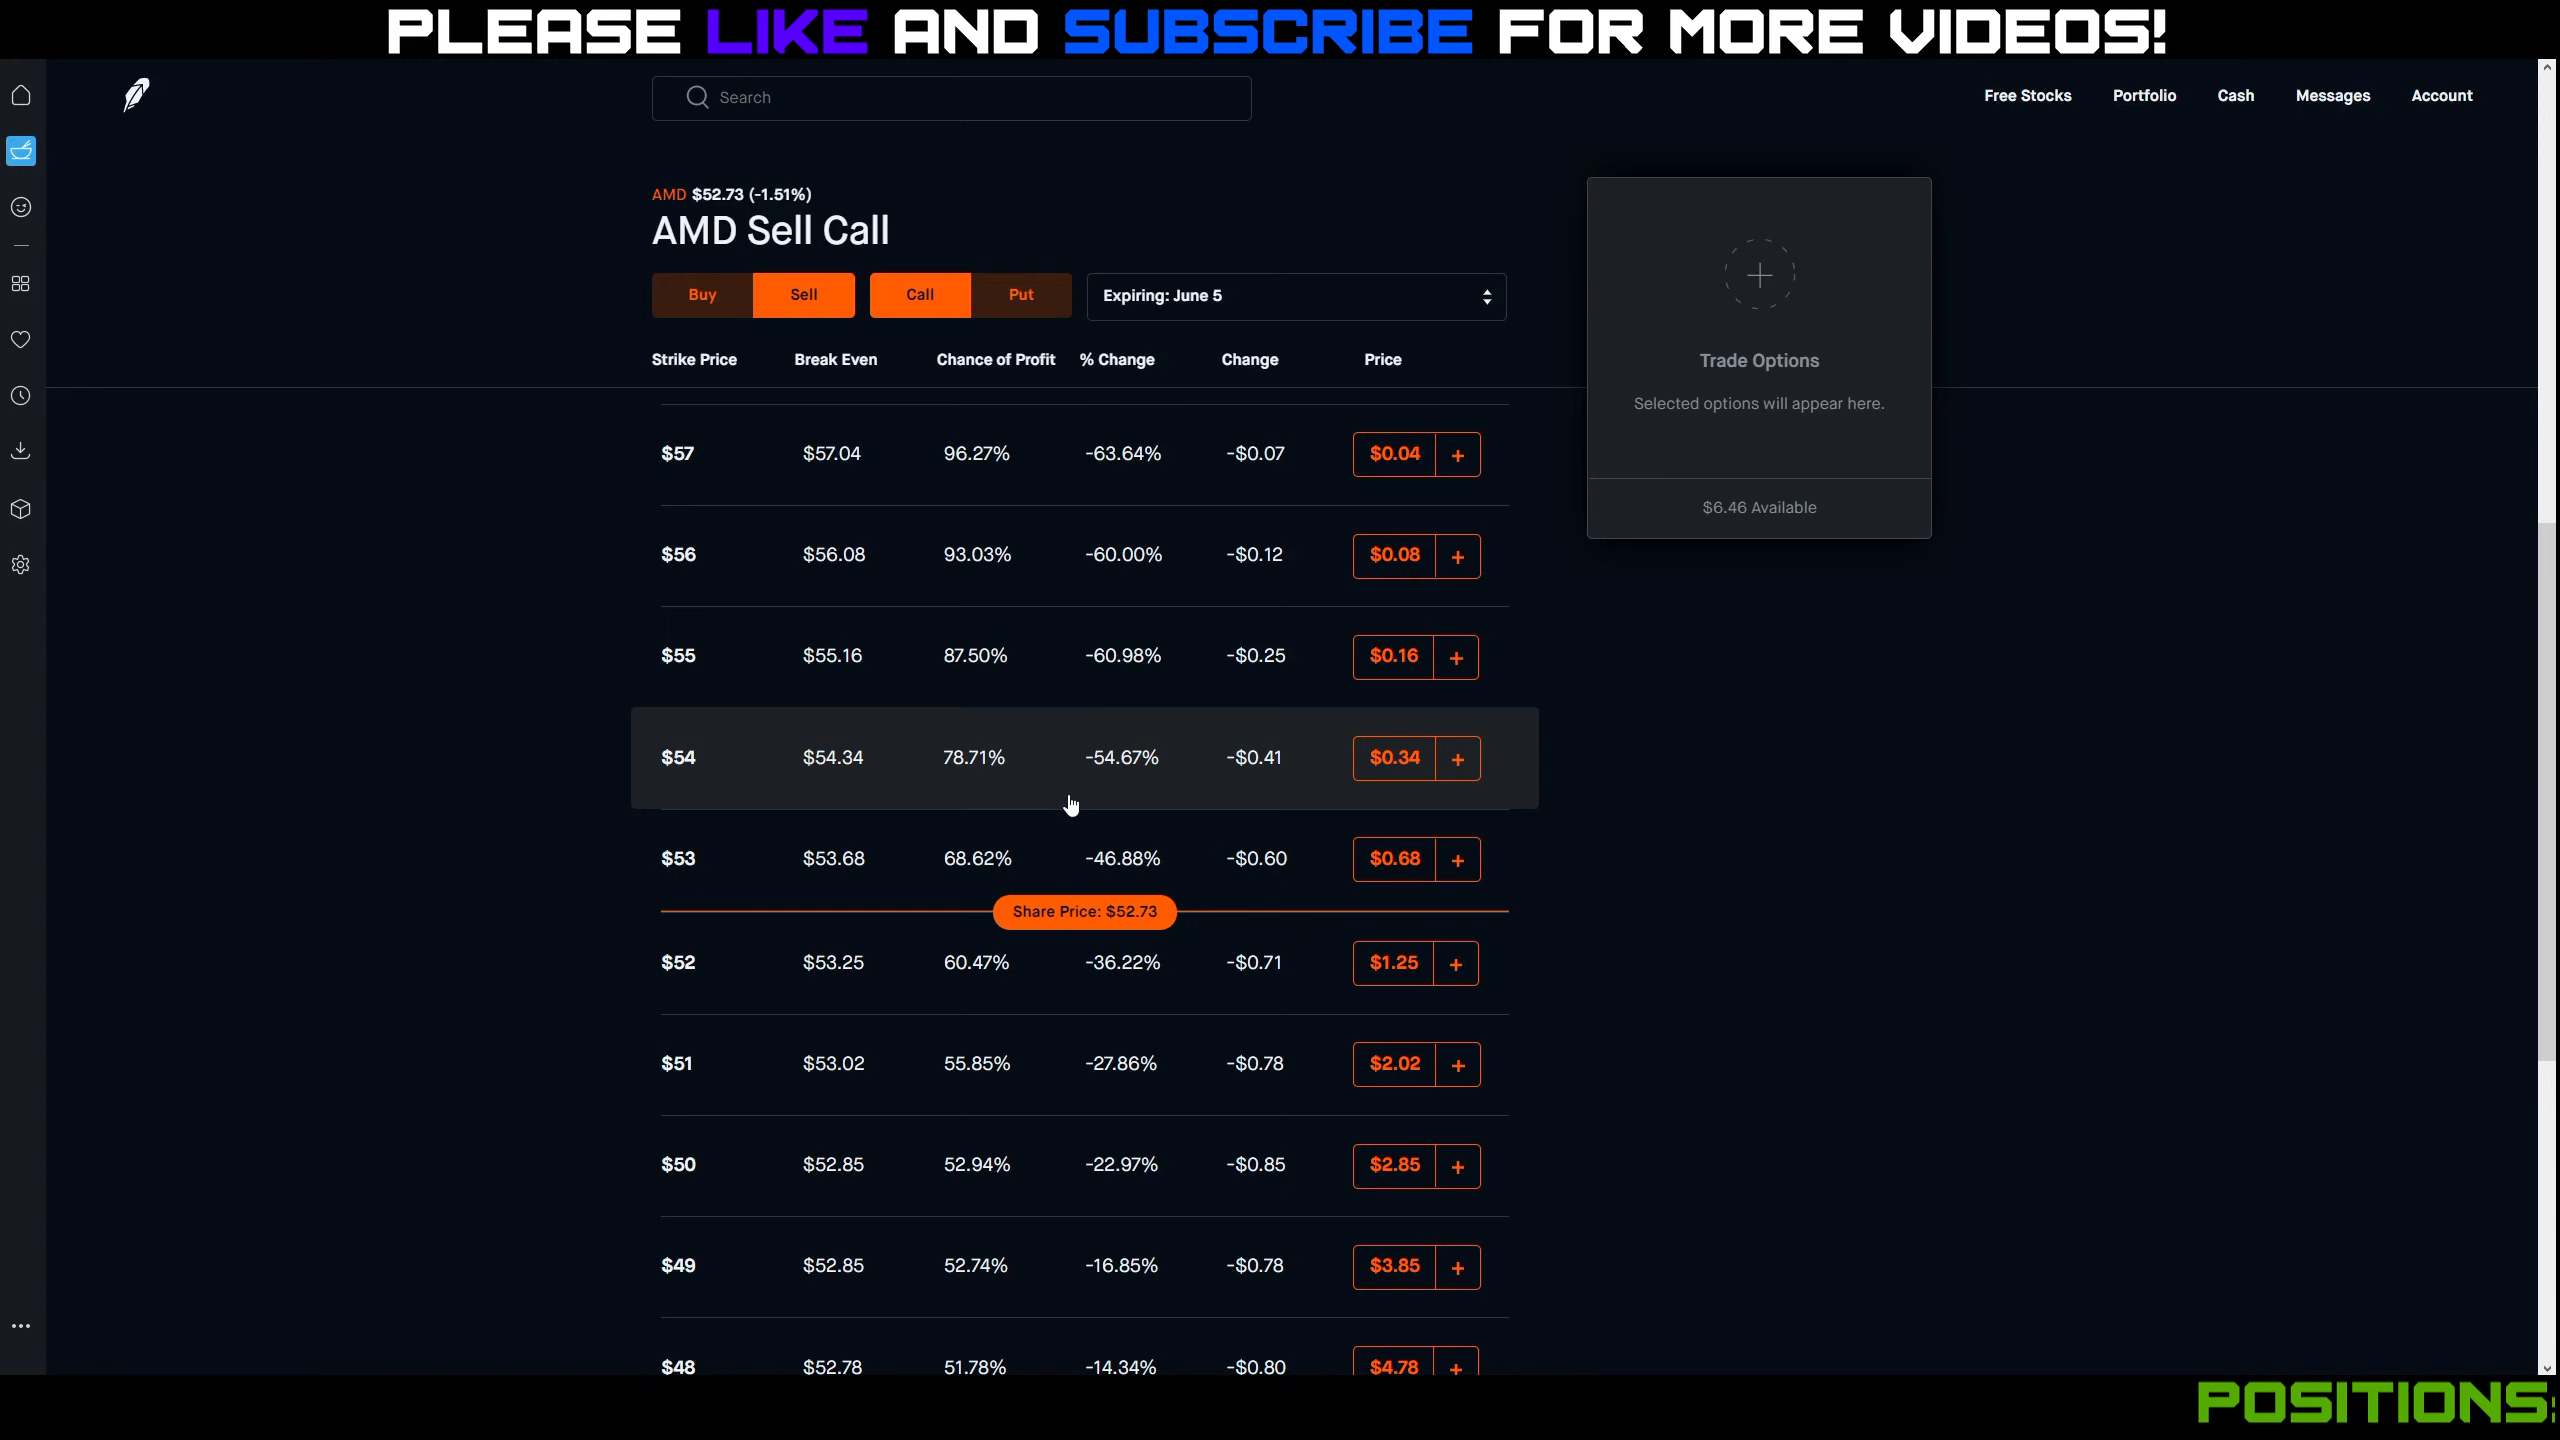 PLEASE LIKE AND SUBSCRIBE FOR MORE VIDEOS!
Search
Free Stocks Portfolio Cash Messages Account
AMD $52.73 (-1.51%)
AMD Sell Call
Buy Sell Call Put Expiring: June 5
Strike Price Break Even Chance of Profit % Change Change Price
Trade Options
Selected options will appear here.
$6.46 Available
$57 $57.04 96.27% -63.64% -$0.07 $0.04 +
$56 $56.08 93.03% -60.00% -$0.12 $0.08 +
$55 $55.16 87.50% -60.98% -$0.25 $0.16 +
$54 $54.34 78.71% -54.67% -$0.41 $0.34 +
$53 $53.68 68.62% -46.88% -$0.60 $0.68 +
Share Price: $52.73
$52 $53.25 60.47% -36.22% -$0.71 $1.25 +
$51 $53.02 55.85% -27.86% -$0.78 $2.02 +
$50 $52.85 52.94% -22.97% -$0.85 $2.85 +
$49 $52.85 52.74% -16.85% -$0.78 $3.85 +
$48 $52.78 51.78% -14.34% -$0.80 $4.78 +
POSITIONS: